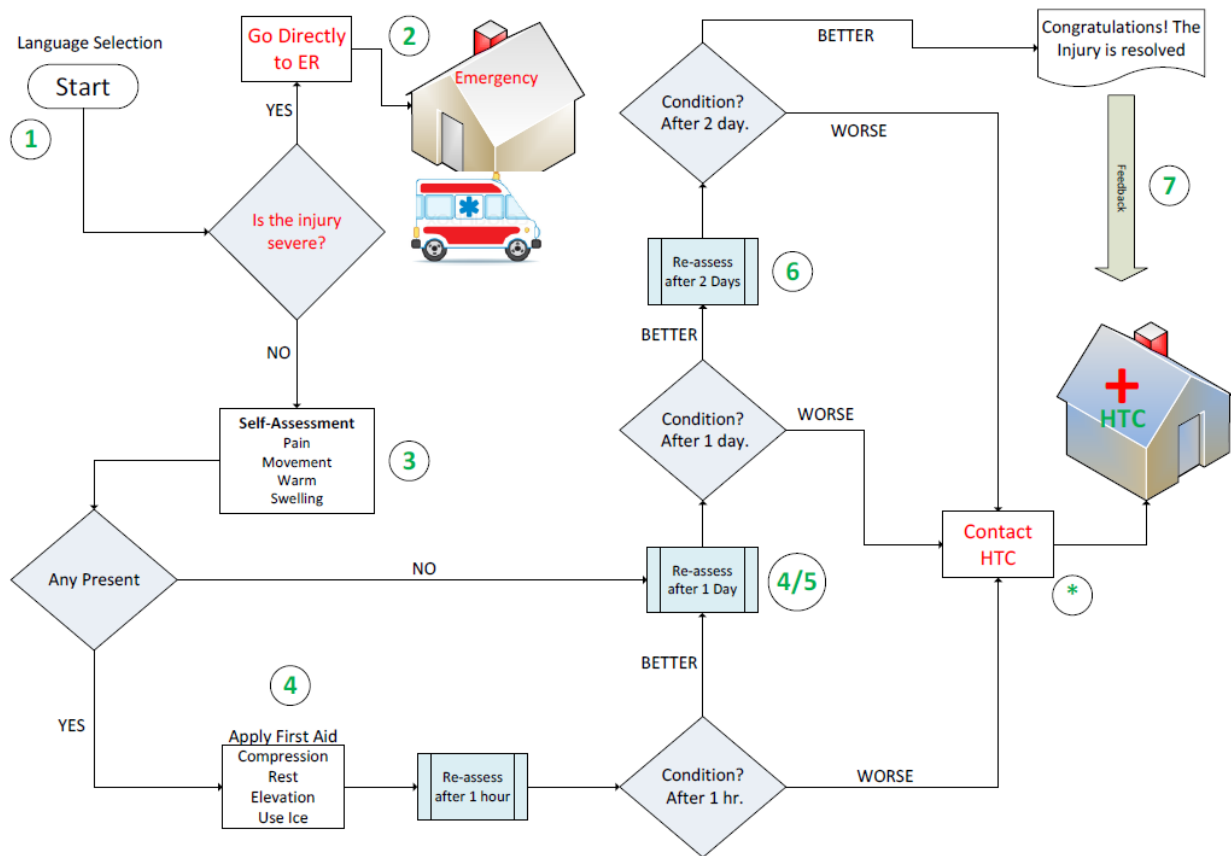 Language Selection
Start
1
Go Directly
to ER
2
Emergency
YES
Is the injury
severe?
NO
Self-Assessment
Pain
Movement
Warm
Swelling
3
Any Present
NO
YES
4
Apply First Aid
Compression
Rest
Elevation
Use Ice
Re-assess
after 1 hour
Condition?
After 1 hr.
WORSE
BETTER
Re-assess
after 1 Day
4/5
Condition?
After 1 day.
WORSE
BETTER
Re-assess
after 2 Days
6
Condition?
After 2 day.
WORSE
BETTER
Congratulations! The
Injury is resolved
Feedback
7
HTC
Contact
HTC
*